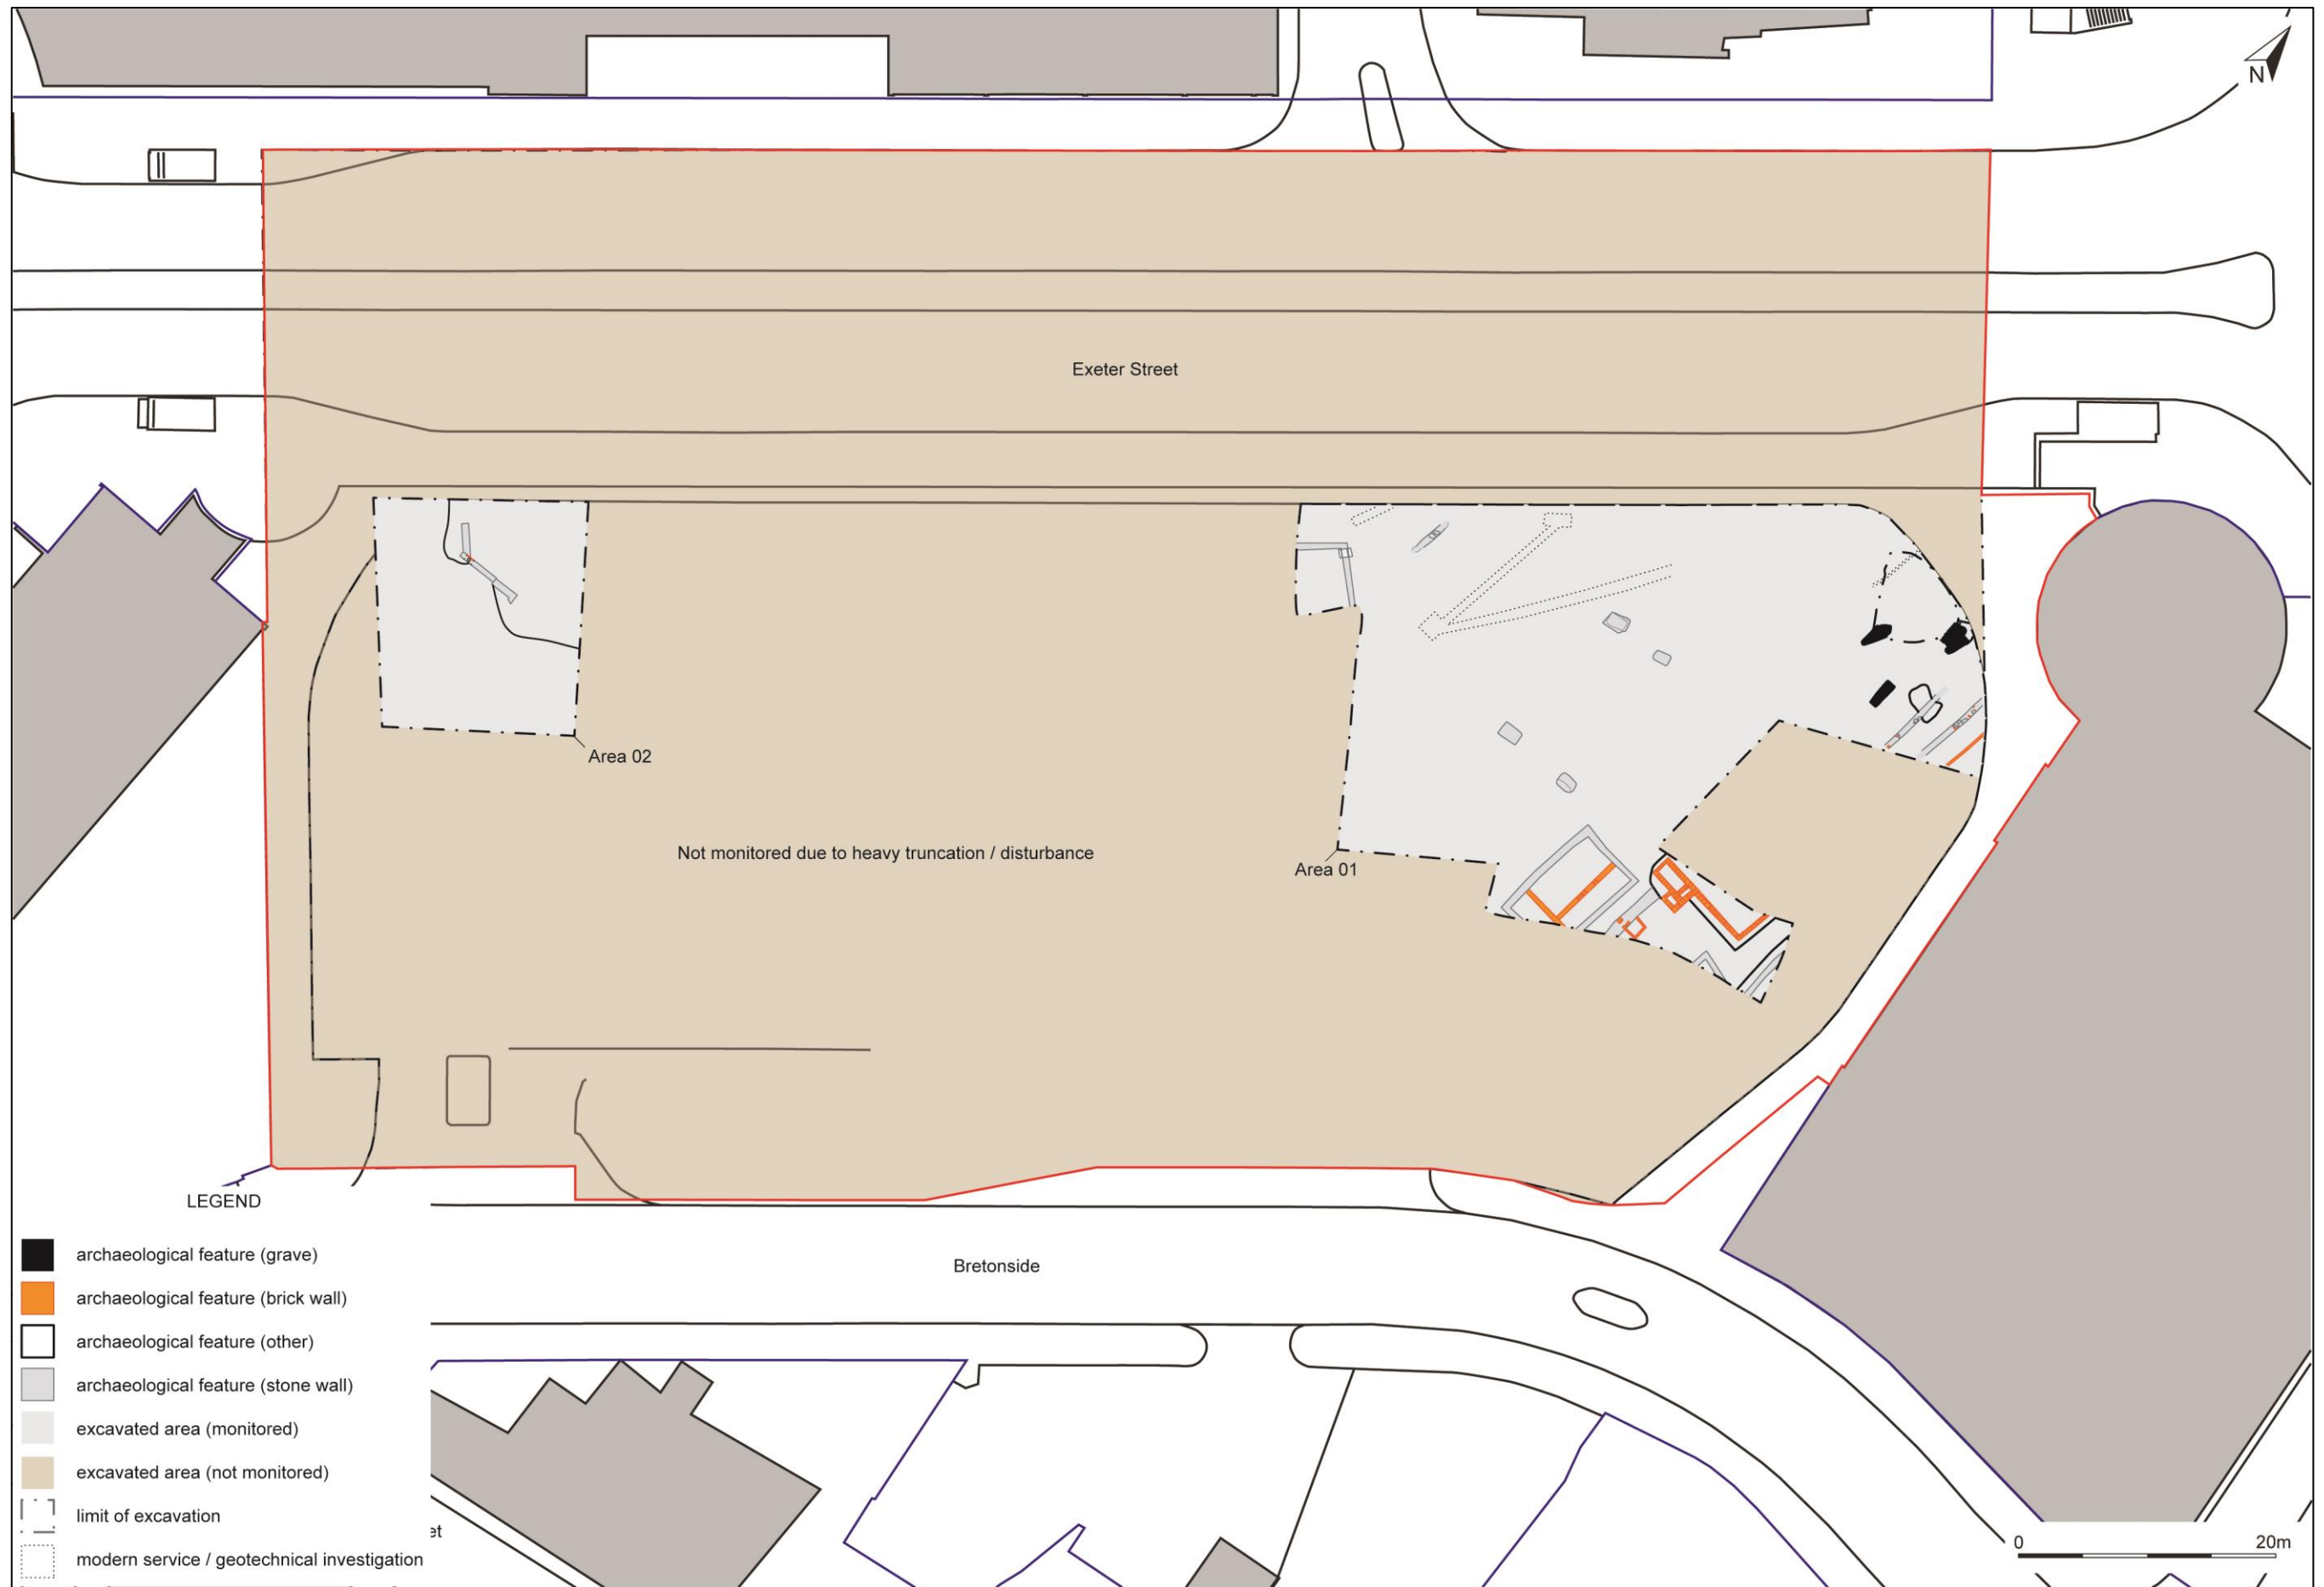 N
Exeter Street
Area 02
Not monitored due to heavy truncation / disturbance
Area 01
LEGEND
archaeological feature (grave)
archaeological feature (brick wall)
archaeological feature (other)
archaeological feature (stone wall)
excavated area (monitored)
excavated area (not monitored)
limit of excavation
modern service / geotechnical investigation
Bretonside
et
0 20m